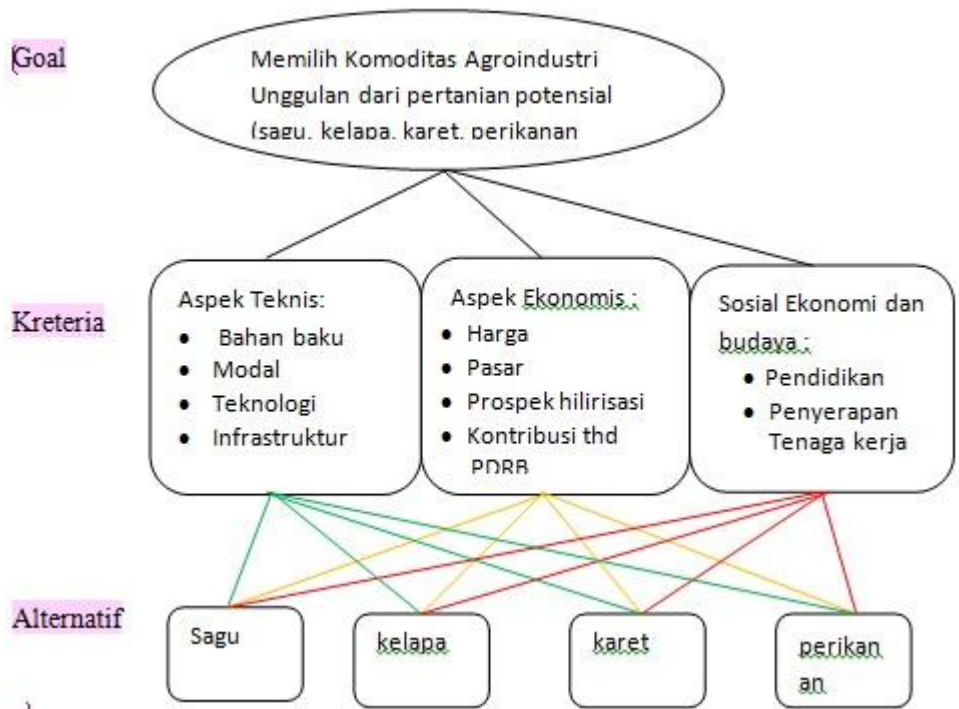 Goal
Memilih Komoditas Agroindustri
Unggulan dari pertanian potensial
(sagu, kelapa, karet, perikanan
Kreteria
Aspek Teknis:
• Bahan baku
• Modal
• Teknologi
• Infrastruktur
Aspek Ekonomis :
• Harga
• Pasar
• Prospek hilirisasi
• Kontribusi thd
PDRB
Sosial Ekonomi dan
budaya :
• Pendidikan
• Penyerapan
Tenaga kerja
Alternatif
Sagu
kelapa
karet
perikan
an